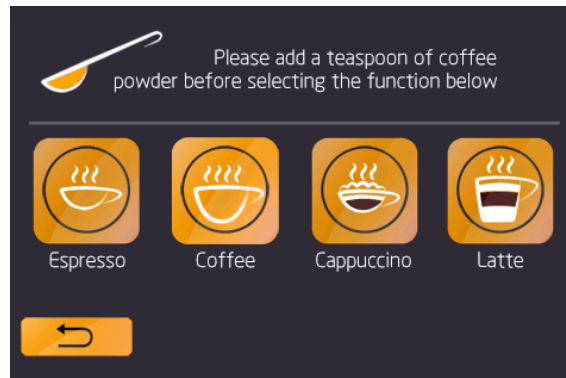 Please add a teaspoon of coffee
powder before selecting the function below
Espresso
Coffee
Cappuccino
Latte